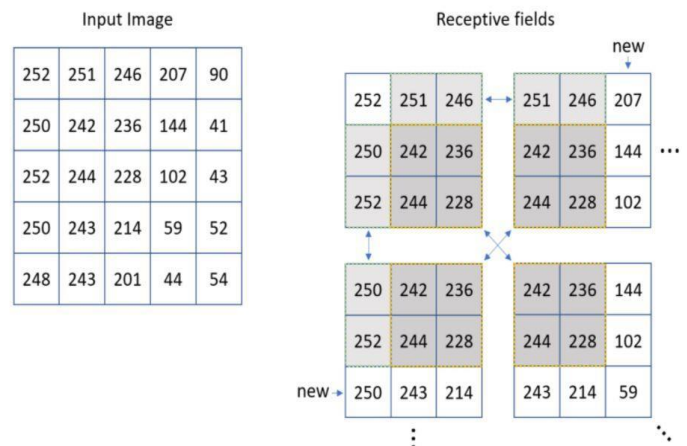 Input Image
252 251 246 207 90
250 242 236 144 41
252 244 228 102 43
250 243 214 59 52
248 243 201 44 54
Receptive fields
new
252 251 246 251 246 207
250 242 236 242 236 144 ...
252 244 228 244 228 102
250 242 236 242 236 144
252 244 228 244 228 102
new 250 243 214 243 214 59